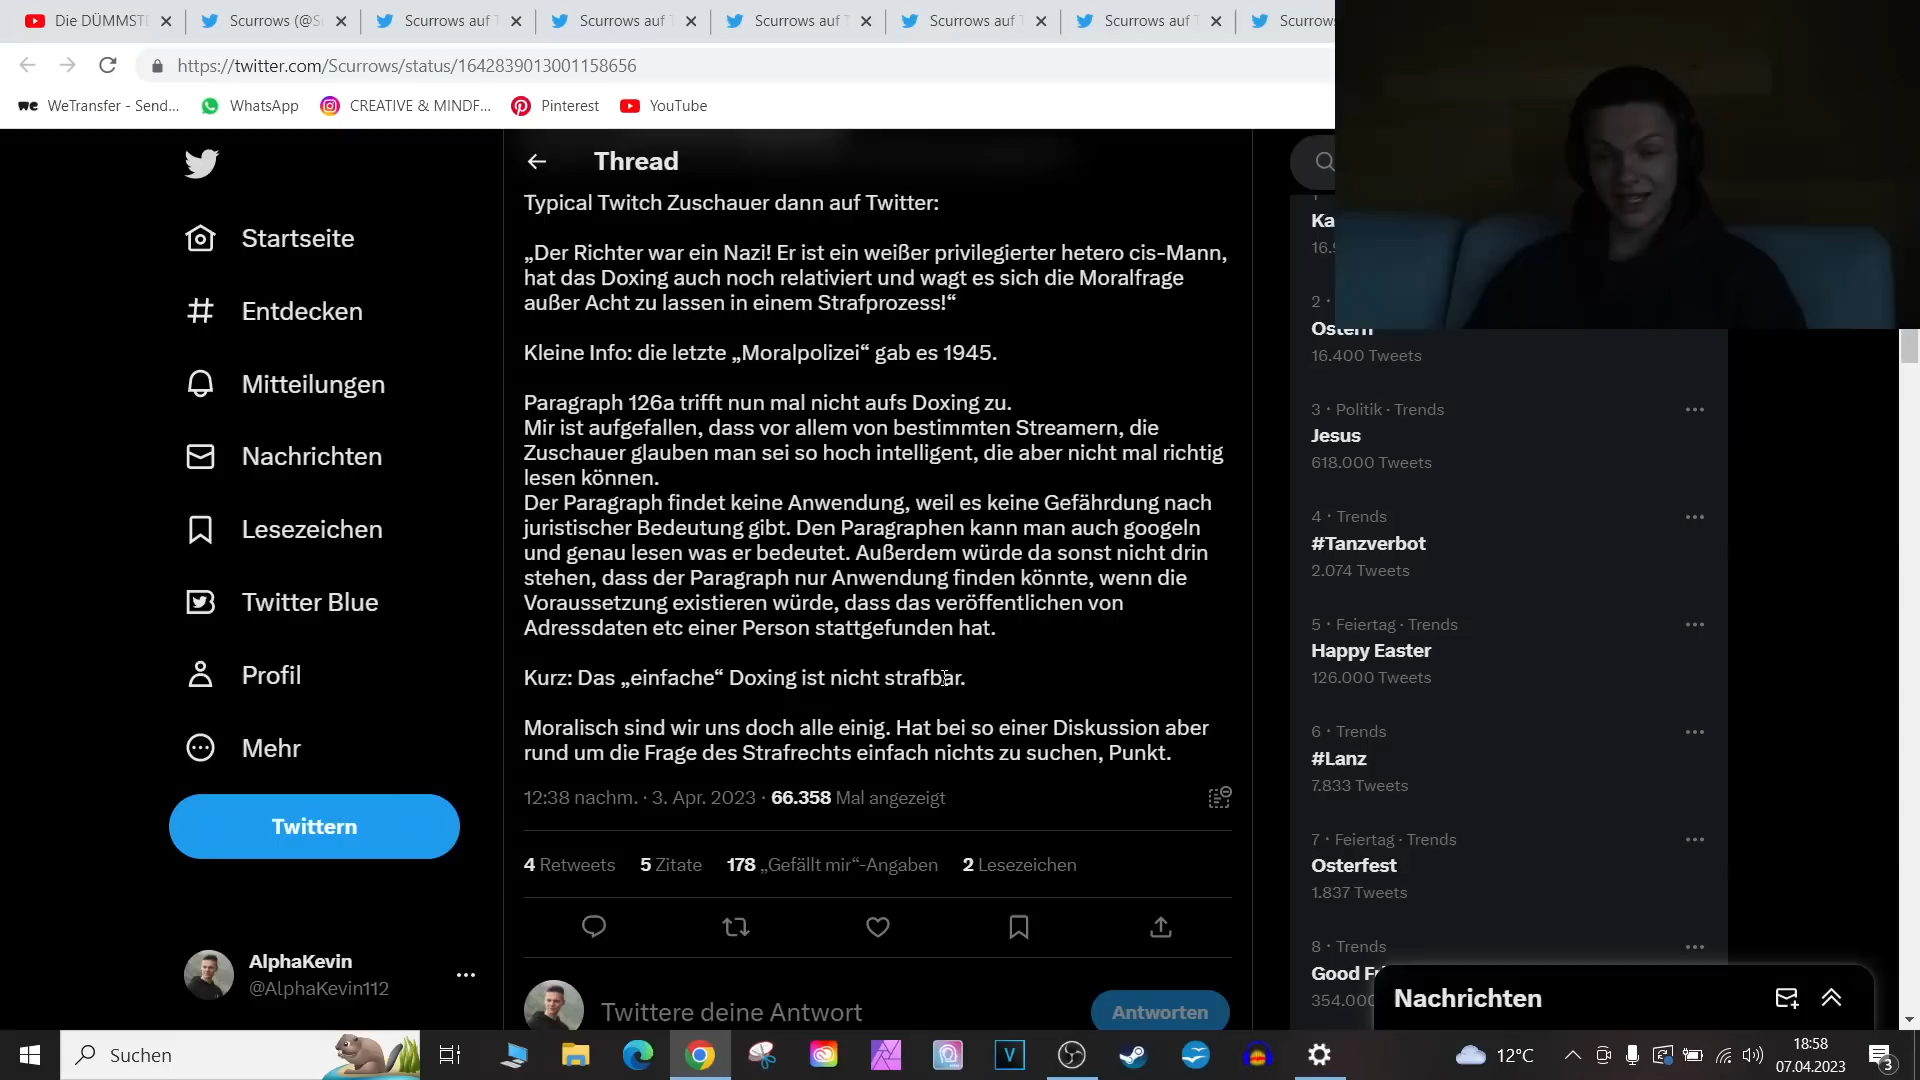 Die DÜMMST
Scurrows (@S
Scurrows auf T
Scurrows auf T
Scurrows auf T
Scurrows auf T
Scurrows auf T
Scurrows
https://twitter.com/Scurrows/status/1642839013001158656
WeTransfer - Send...
WhatsApp
CREATIVE & MINDF...
Pinterest
YouTube
Thread
Startseite
Entdecken
Mitteilungen
Nachrichten
Lesezeichen
Twitter Blue
Profil
Mehr
Twittern
AlphaKevin
@AlphaKevin112
Typical Twitch Zuschauer dann auf Twitter:
„Der Richter war ein Nazi! Er ist ein weißer privilegierter hetero cis-Mann,
hat das Doxing auch noch relativiert und wagt es sich die Moralfrage
außer Acht zu lassen in einem Strafprozess!“
Kleine Info: die letzte „Moralpolizei“ gab es 1945.
Paragraph 126a trifft nun mal nicht aufs Doxing zu.
Mir ist aufgefallen, dass vor allem von bestimmten Streamern, die
Zuschauer glauben man sei so hoch intelligent, die aber nicht mal richtig
lesen können.
Der Paragraph findet keine Anwendung, weil es keine Gefährdung nach
juristischer Bedeutung gibt. Den Paragraphen kann man auch googeln
und genau lesen was er bedeutet. Außerdem würde da sonst nicht drin
stehen, dass der Paragraph nur Anwendung finden könnte, wenn die
Voraussetzung existieren würde, dass das veröffentlichen von
Adressdaten etc einer Person stattgefunden hat.
Kurz: Das „einfache“ Doxing ist nicht strafbar.
Moralisch sind wir uns doch alle einig. Hat bei so einer Diskussion aber
rund um die Frage des Strafrechts einfach nichts zu suchen, Punkt.
12:38 nachm. · 3. Apr. 2023 · 66.358 Mal angezeigt
4 Retweets 5 Zitate 178 „Gefällt mir“-Angaben 2 Lesezeichen
Twittere deine Antwort
Antworten
Ka
16.9
2 ·
Ostern
16.400 Tweets
3 · Politik · Trends
Jesus
618.000 Tweets
4 · Trends
#Tanzverbot
2.074 Tweets
5 · Feiertag · Trends
Happy Easter
126.000 Tweets
6 · Trends
#Lanz
7.833 Tweets
7 · Feiertag · Trends
Osterfest
1.837 Tweets
8 · Trends
Good Fr
354.000
Nachrichten
Suchen
12°C
18:58
07.04.2023
3